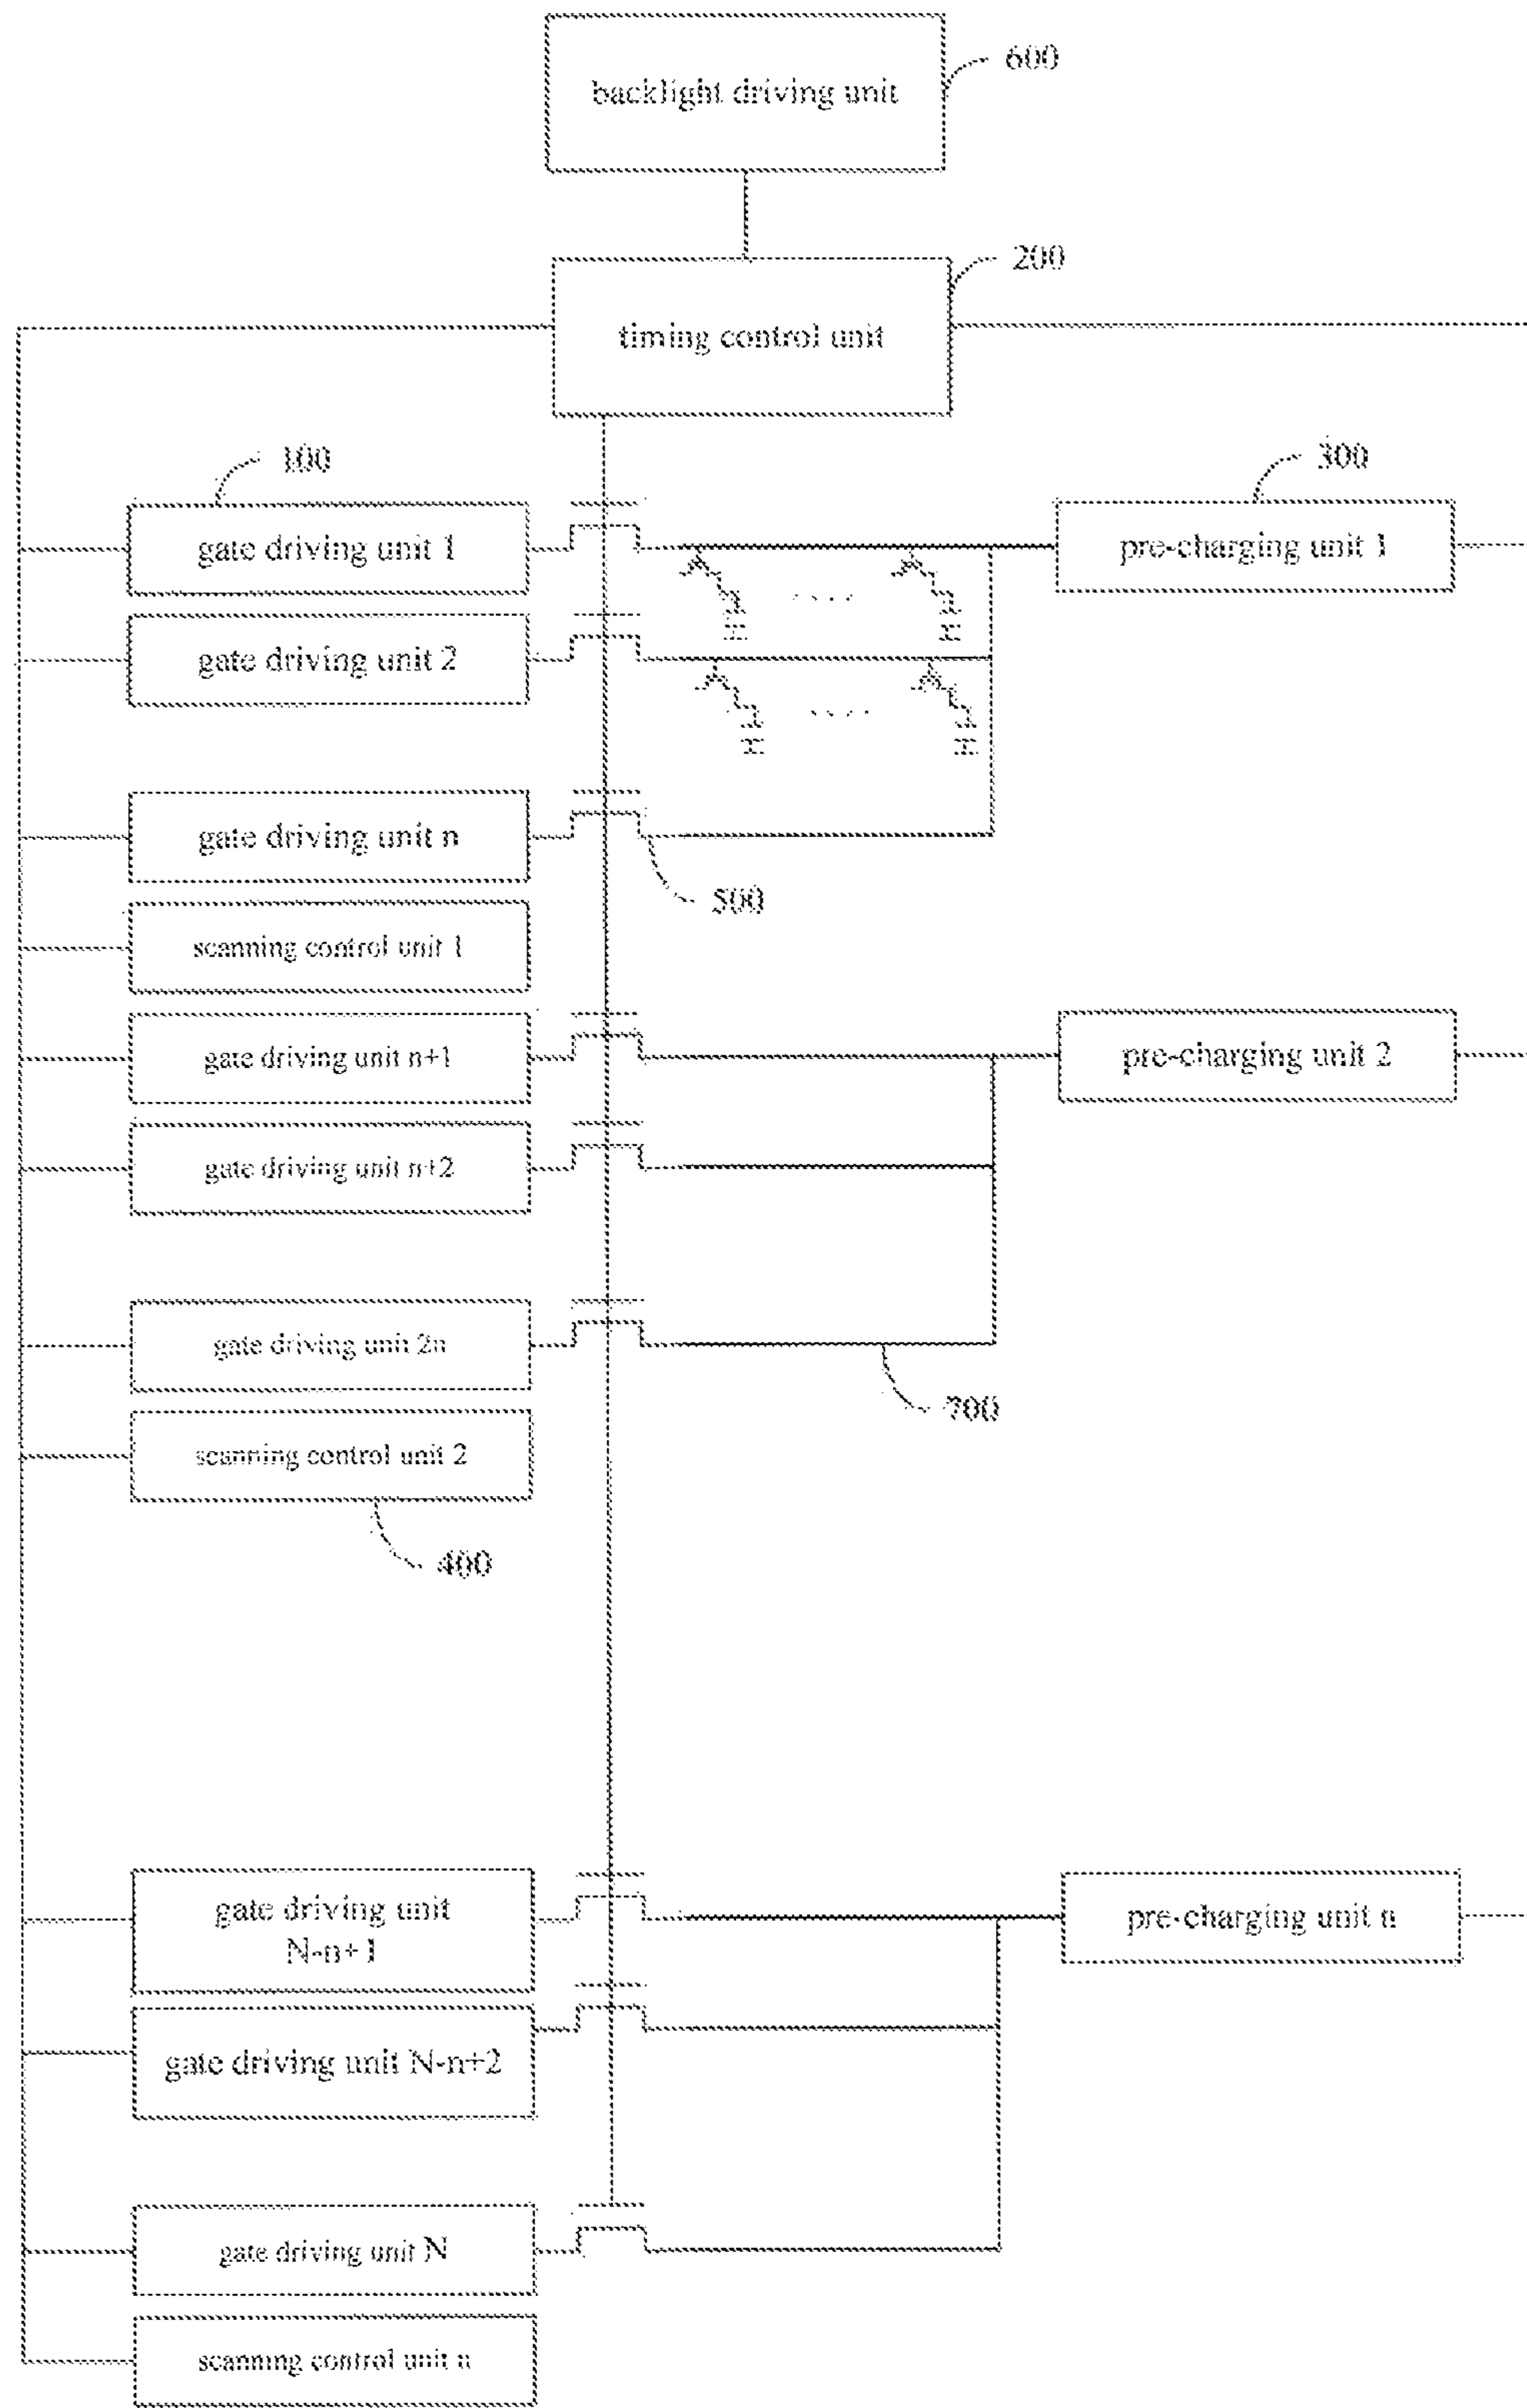 backlight driving unit
600
timing control unit
200
100
300
gate driving unit 1
pre-charging unit 1
gate driving unit 2
gate driving unit n
500
scanning control unit 1
gate driving unit n+1
pre-charging unit 2
gate driving unit n+2
gate driving unit 2n
700
scanning control unit 2
400
gate driving unit
N-n+1
pre-charging unit n
gate driving unit N-n+2
gate driving unit N
scanning control unit n